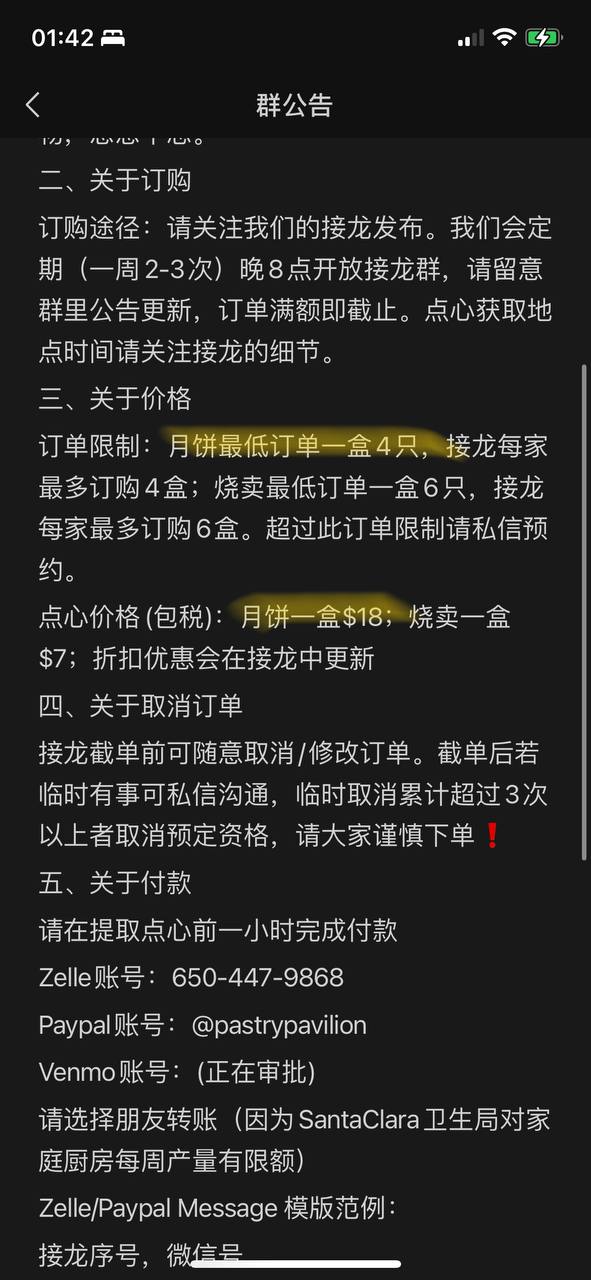 01:42
群公告
二、关于订购
订购途径：请关注我们的接龙发布。我们会定
期（一周2-3次）晚8点开放接龙群，请留意
群里公告更新，订单满额即截止。点心获取地
点时间请关注接龙的细节。
三、关于价格
订单限制：月饼最低订单一盒4只，接龙每家
最多订购4盒；烧卖最低订单一盒6只，接龙
每家最多订购6盒。超过此订单限制请私信预
约。
点心价格(包税)：月饼一盒$18；烧卖一盒
$7；折扣优惠会在接龙中更新
四、关于取消订单
接龙截单前可随意取消/修改订单。截单后若
临时有事可私信沟通，临时取消累计超过3次
以上者取消预定资格，请大家谨慎下单❗
五、关于付款
请在提取点心前一小时完成付款
Zelle账号：650-447-9868
Paypal账号：@pastrypavilion
Venmo账号：(正在审批)
请选择朋友转账（因为SantaClara卫生局对家
庭厨房每周产量有限额）
Zelle/Paypal Message 模版范例：
接龙序号，微信号